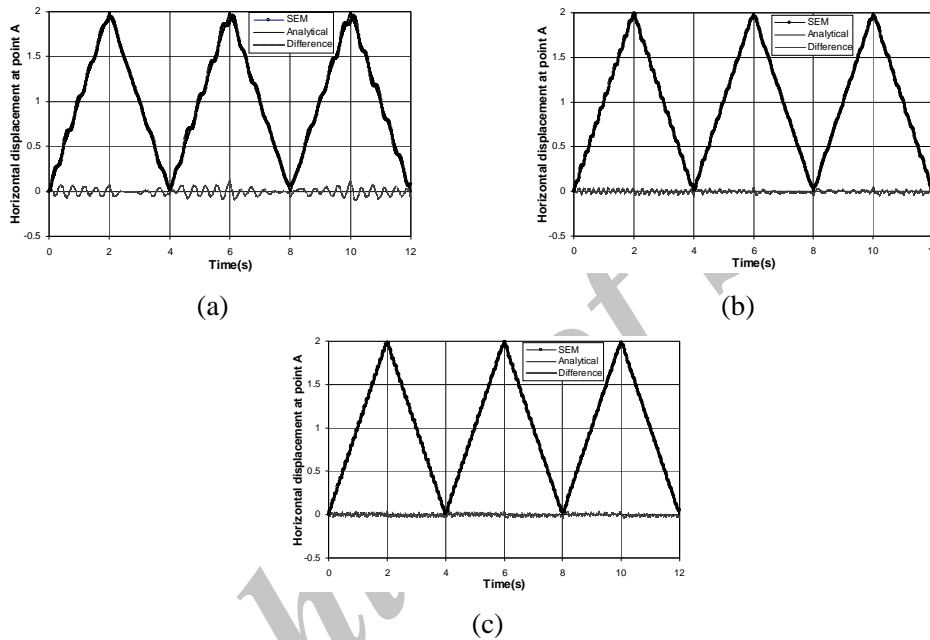 2
1.5
1
0.5
0
-0.5
Horizontal displacement at point A
SEM
Analytical
Difference
0 2 4 6 8 10 12
Time(s)
(a)
2
1.5
1
0.5
0
-0.5
Horizontal displacement at point A
SEM
Analytical
Difference
0 2 4 6 8 10
Time(s)
(b)
2
1.5
1
0.5
0
-0.5
Horizontal displacement at point A
SEM
Analytical
Difference
0 2 4 6 8 10 12
Time(s)
(c)